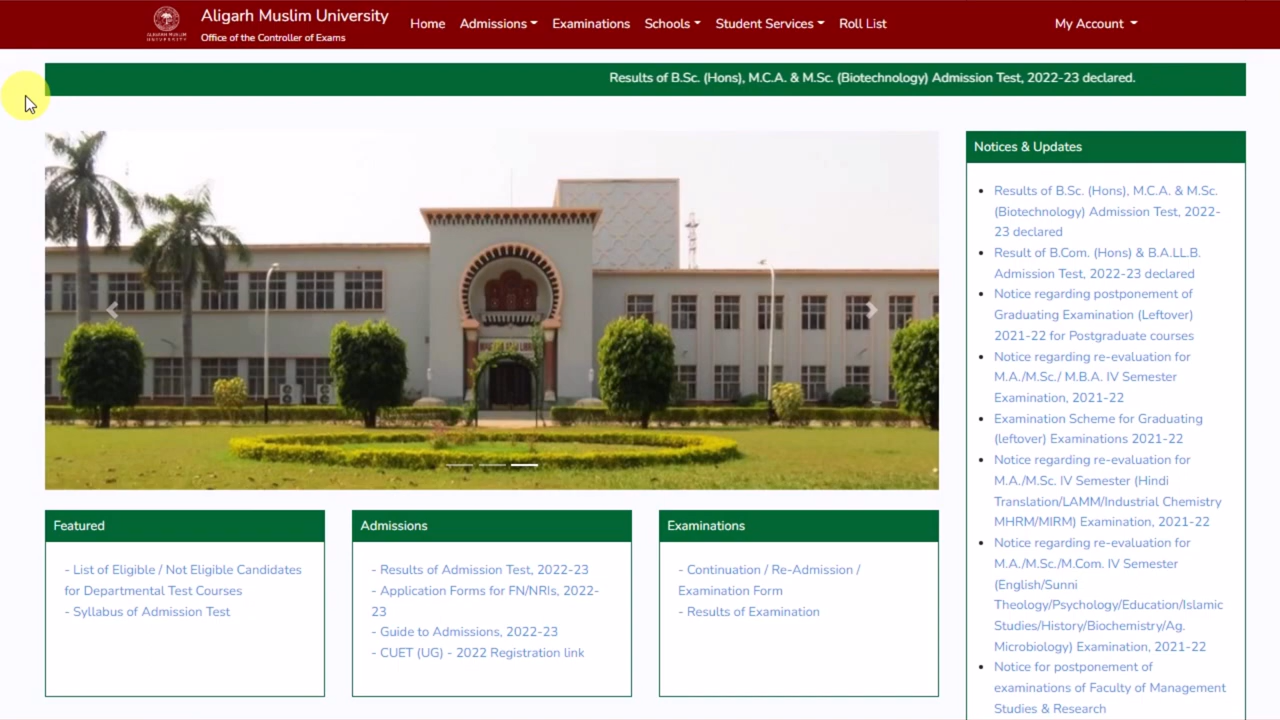 Aligarh Muslim University
Office of the Controller of Exams
ALIGARH MUSLIM
UNIVERSITY
Home Admissions Examinations Schools Student Services Roll List My Account
Results of B.Sc. (Hons), M.C.A. & M.Sc. (Biotechnology) Admission Test, 2022-23 declared.
Notices & Updates
Results of B.Sc. (Hons), M.C.A. & M.Sc.
(Biotechnology) Admission Test, 2022-
23 declared
Result of B.Com. (Hons) & B.A.LL.B.
Admission Test, 2022-23 declared
Notice regarding postponement of
Graduating Examination (Leftover)
2021-22 for Postgraduate courses
Notice regarding re-evaluation for
M.A./M.Sc./ M.B.A. IV Semester
Examination, 2021-22
Examination Scheme for Graduating
(leftover) Examinations 2021-22
Notice regarding re-evaluation for
M.A./M.Sc. IV Semester (Hindi
Translation/LAMM/Industrial Chemistry
MHRM/MIRM) Examination, 2021-22
Notice regarding re-evaluation for
M.A./M.Sc./M.Com. IV Semester
(English/Sunni
Theology/Psychology/Education/Islamic
Studies/History/Biochemistry/Ag.
Microbiology) Examination, 2021-22
Notice for postponement of
examinations of Faculty of Management
Studies & Research
Featured
- List of Eligible / Not Eligible Candidates
for Departmental Test Courses
- Syllabus of Admission Test
Admissions
- Results of Admission Test, 2022-23
- Application Forms for FN/NRIs, 2022-
23
- Guide to Admissions, 2022-23
- CUET (UG) - 2022 Registration link
Examinations
- Continuation / Re-Admission /
Examination Form
- Results of Examination